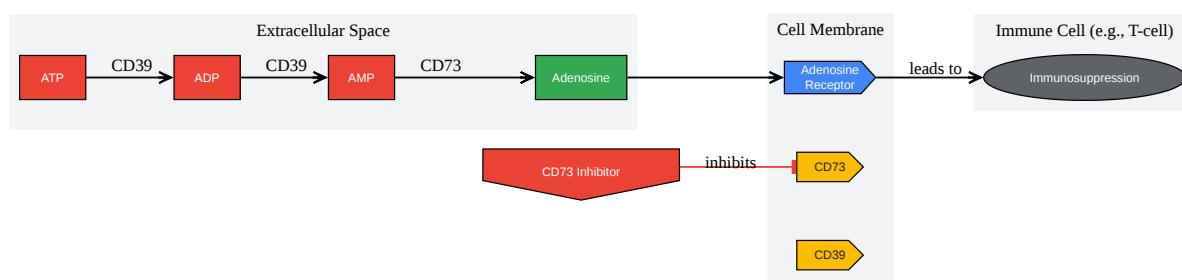 Extracellular Space
Cell Membrane
Immune Cell (e.g., T-cell)
ATP
CD39
ADP
CD39
AMP
CD73
Adenosine
Adenosine
Receptor
leads to
Immunosuppression
CD73 Inhibitor
inhibits
CD73
CD39